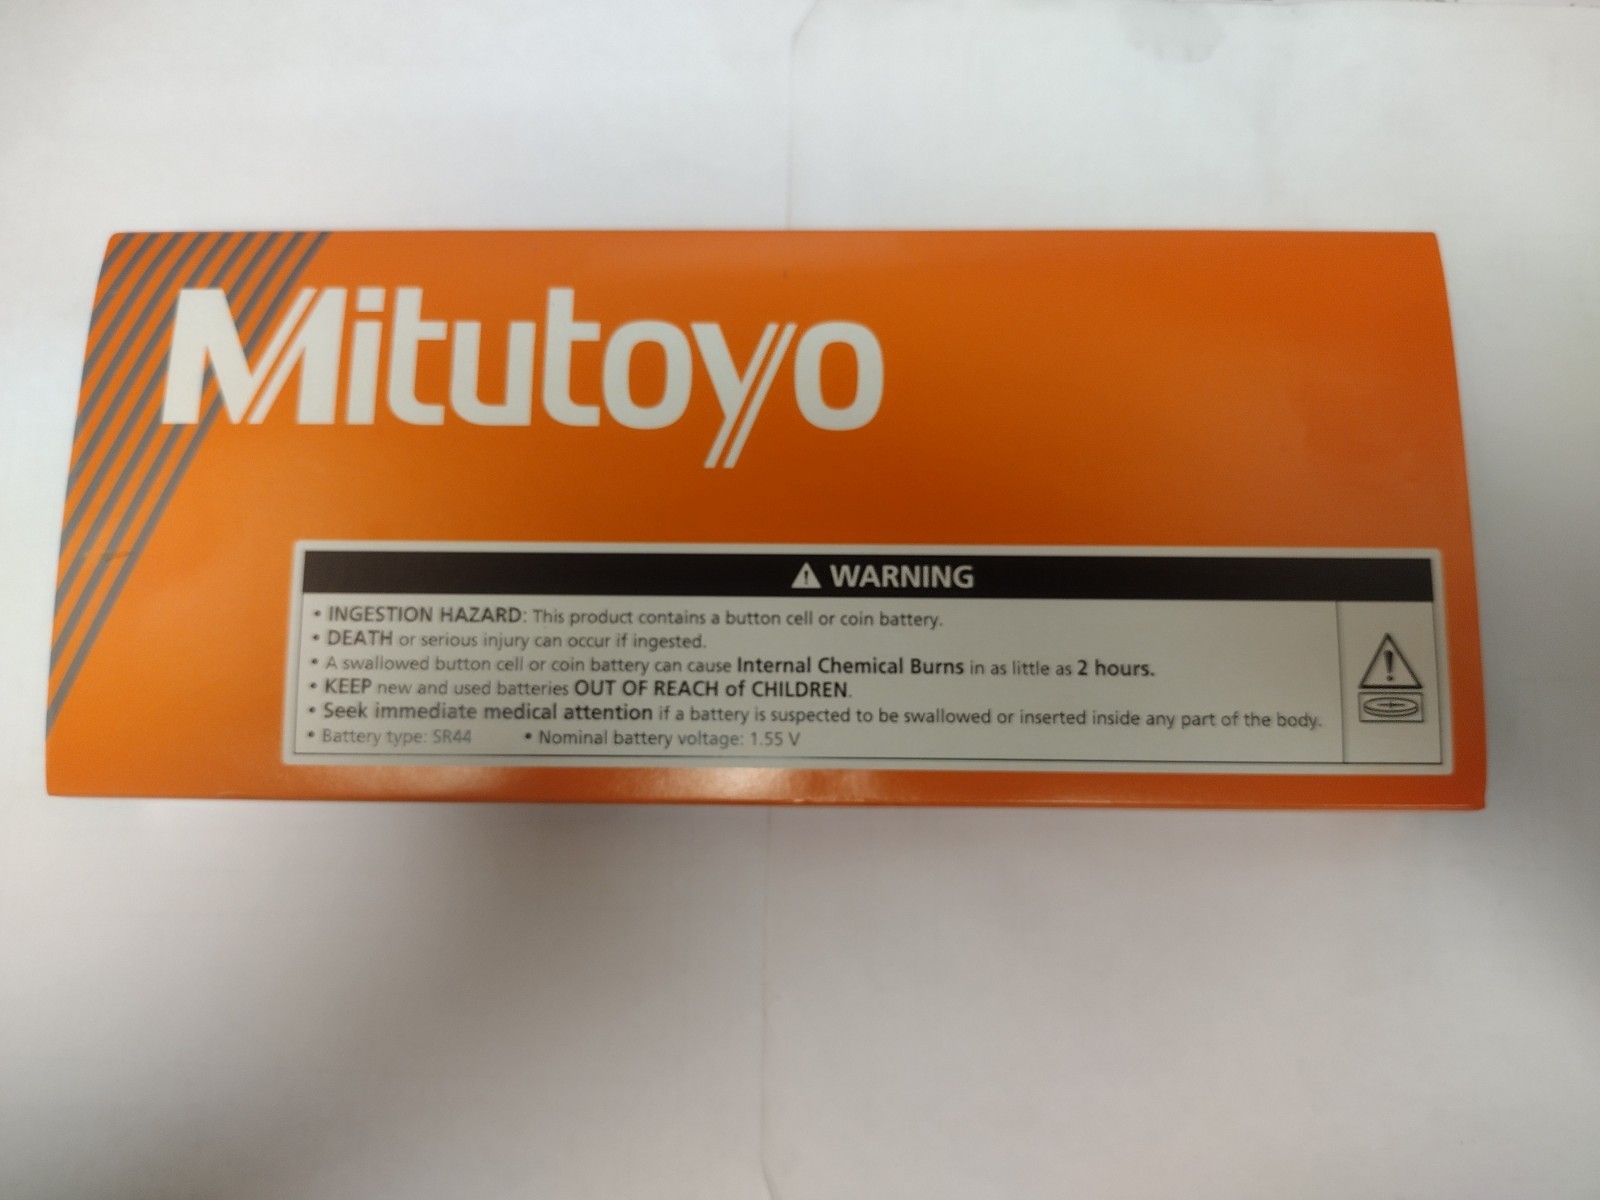 Mitutoyo
WARNING
• INGESTION HAZARD: This product contains a button cell or coin battery.
• DEATH or serious injury can occur if ingested.
• A swallowed button cell or coin battery can cause Internal Chemical Burns in as little as 2 hours.
• KEEP new and used batteries OUT OF REACH of CHILDREN.
• Seek immediate medical attention if a battery is suspected to be swallowed or inserted inside any part of the body.
• Battery type: SR44 • Nominal battery voltage: 1.55 V